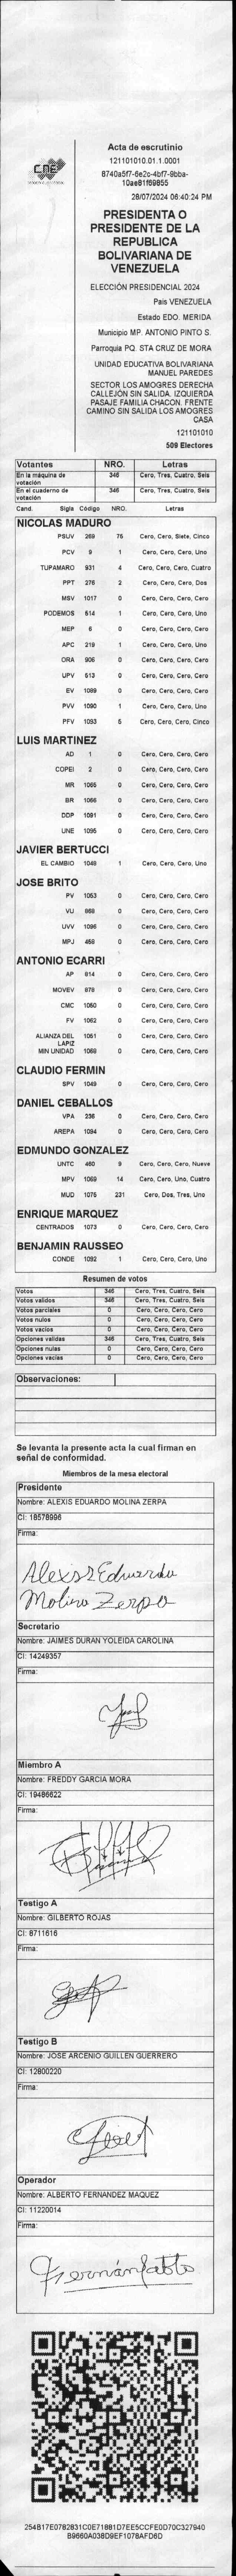 CNE
Acta de escrutinio
121101010.01.1.0001
8740a5f7-6e2c-4bf7-9bba-
10ae81f69855
28/07/2024 06:40:24 PM
PRESIDENTA O
PRESIDENTE DE LA
REPUBLICA
BOLIVARIANA DE
VENEZUELA
ELECCIÓN PRESIDENCIAL 2024
Pais VENEZUELA
Estado EDO. MERIDA
Municipio MP. ANTONIO PINTO S.
Parroquia PQ. STA CRUZ DE MORA
UNIDAD EDUCATIVA BOLIVARIANA
MANUEL PAREDES
SECTOR LOS AMOGRES DERECHA
CALLEJÓN SIN SALIDA. IZQUIERDA
PASAJE FAMILIA CHACON. FRENTE
CAMINO SIN SALIDA LOS AMOGRES
CASA
121101010
509 Electores
Votantes NRO. Letras
En la máquina de votación 346 Cero, Tres, Cuatro, Seis
En el cuaderno de votación 346 Cero, Tres, Cuatro, Seis
Cand. Sigla Código NRO. Letras
NICOLAS MADURO
PSUV 269 75 Cero, Cero, Siete, Cinco
PCV 9 1 Cero, Cero, Cero, Uno
TUPAMARO 931 4 Cero, Cero, Cero, Cuatro
PPT 276 2 Cero, Cero, Cero, Dos
MSV 1017 0 Cero, Cero, Cero, Cero
PODEMOS 514 1 Cero, Cero, Cero, Uno
MEP 6 0 Cero, Cero, Cero, Cero
APC 219 1 Cero, Cero, Cero, Uno
ORA 906 0 Cero, Cero, Cero, Cero
UPV 513 0 Cero, Cero, Cero, Cero
EV 1089 0 Cero, Cero, Cero, Cero
PVV 1090 1 Cero, Cero, Cero, Uno
PFV 1093 5 Cero, Cero, Cero, Cinco
LUIS MARTINEZ
AD 1 0 Cero, Cero, Cero, Cero
COPEI 2 0 Cero, Cero, Cero, Cero
MR 1065 0 Cero, Cero, Cero, Cero
BR 1066 0 Cero, Cero, Cero, Cero
DDP 1091 0 Cero, Cero, Cero, Cero
UNE 1095 0 Cero, Cero, Cero, Cero
JAVIER BERTUCCI
EL CAMBIO 1048 1 Cero, Cero, Cero, Uno
JOSE BRITO
PV 1053 0 Cero, Cero, Cero, Cero
VU 868 0 Cero, Cero, Cero, Cero
UVV 1096 0 Cero, Cero, Cero, Cero
MPJ 459 0 Cero, Cero, Cero, Cero
ANTONIO ECARRI
AP 814 0 Cero, Cero, Cero, Cero
MOVEV 878 0 Cero, Cero, Cero, Cero
CMC 1050 0 Cero, Cero, Cero, Cero
FV 1062 0 Cero, Cero, Cero, Cero
ALIANZA DEL LAPIZ 1051 0 Cero, Cero, Cero, Cero
MIN UNIDAD 1068 0 Cero, Cero, Cero, Cero
CLAUDIO FERMIN
SPV 1049 0 Cero, Cero, Cero, Cero
DANIEL CEBALLOS
VPA 236 0 Cero, Cero, Cero, Cero
AREPA 1094 0 Cero, Cero, Cero, Cero
EDMUNDO GONZALEZ
UNTC 460 9 Cero, Cero, Cero, Nueve
MPV 1069 14 Cero, Cero, Uno, Cuatro
MUD 1075 231 Cero, Dos, Tres, Uno
ENRIQUE MARQUEZ
CENTRADOS 1073 0 Cero, Cero, Cero, Cero
BENJAMIN RAUSSEO
CONDE 1092 1 Cero, Cero, Cero, Uno
Resumen de votos
Votos 346 Cero, Tres, Cuatro, Seis
Votos validos 346 Cero, Tres, Cuatro, Seis
Votos parciales 0 Cero, Cero, Cero, Cero
Votos nulos 0 Cero, Cero, Cero, Cero
Votos vacios 0 Cero, Cero, Cero, Cero
Opciones validas 346 Cero, Tres, Cuatro, Seis
Opciones nulas 0 Cero, Cero, Cero, Cero
Opciones vacias 0 Cero, Cero, Cero, Cero
Observaciones:
Se levanta la presente acta la cual firman en
señal de conformidad.
Miembros de la mesa electoral
Presidente
Nombre: ALEXIS EDUARDO MOLINA ZERPA
CI: 18578996
Firma:
Alexis Eduardo
Molina Zerpa
Secretario
Nombre: JAIMES DURAN YOLEIDA CAROLINA
CI: 14249357
Firma:
Miembro A
Nombre: FREDDY GARCIA MORA
CI: 19486622
Firma:
Testigo A
Nombre: GILBERTO ROJAS
CI: 8711616
Firma:
Testigo B
Nombre: JOSE ARCENIO GUILLEN GUERRERO
CI: 12800220
Firma:
Operador
Nombre: ALBERTO FERNANDEZ MAQUEZ
CI: 11220014
Firma:
254B17E0782831C0E71881D7EE5CCFE0D70C327940
B9660A038D9EF1078AFD6D